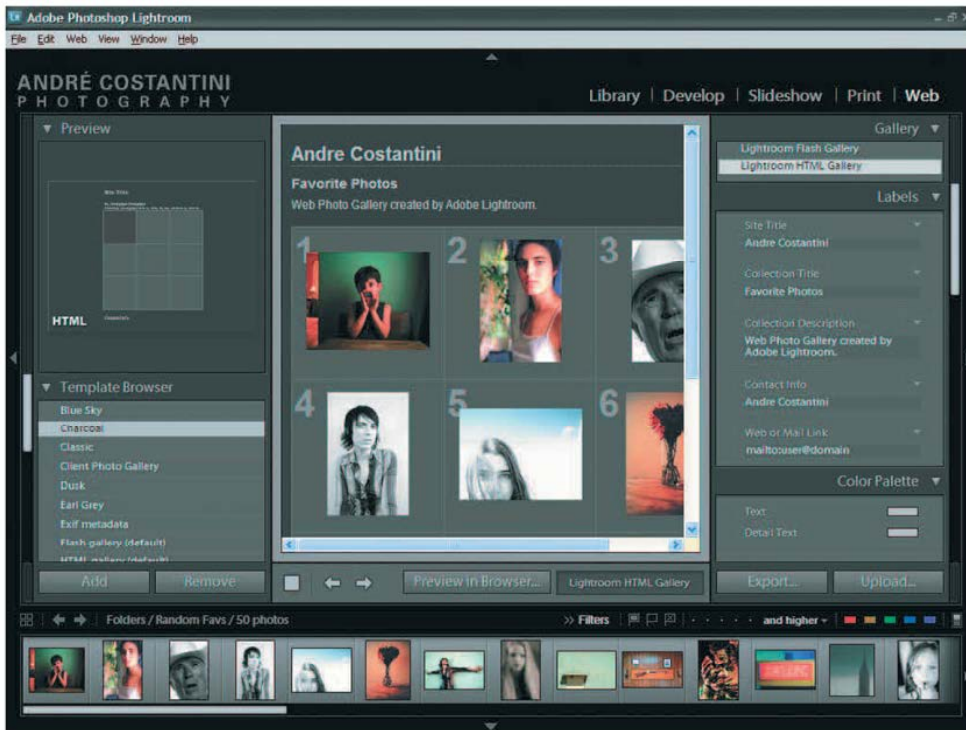 Adobe Photoshop Lightroom
File Edit Web View Window Help
ANDRÉ COSTANTINI
PHOTOGRAPHY
Library | Develop | Slideshow | Print | Web
Preview
Site Title
HTML
Template Browser
Blue Sky
Charcoal
Classic
Client Photo Gallery
Dusk
Earl Grey
Exif metadata
Flash gallery (default)
HTML gallery (default)
Add Remove
Andre Costantini
Favorite Photos
Web Photo Gallery created by Adobe Lightroom.
1 2 3
4 5 6
Preview in Browser... Lightroom HTML Gallery
Gallery
Lightroom Flash Gallery
Lightroom HTML Gallery
Labels
Site Title
Andre Costantini
Collection Title
Favorite Photos
Collection Description
Web Photo Gallery created by
Adobe Lightroom.
Contact Info
Andre Costantini
Web or Mail Link
mailto:user@domain
Color Palette
Text
Detail Text
Export... Upload...
Folders / Random Favs / 50 photos
>> Filters and higher